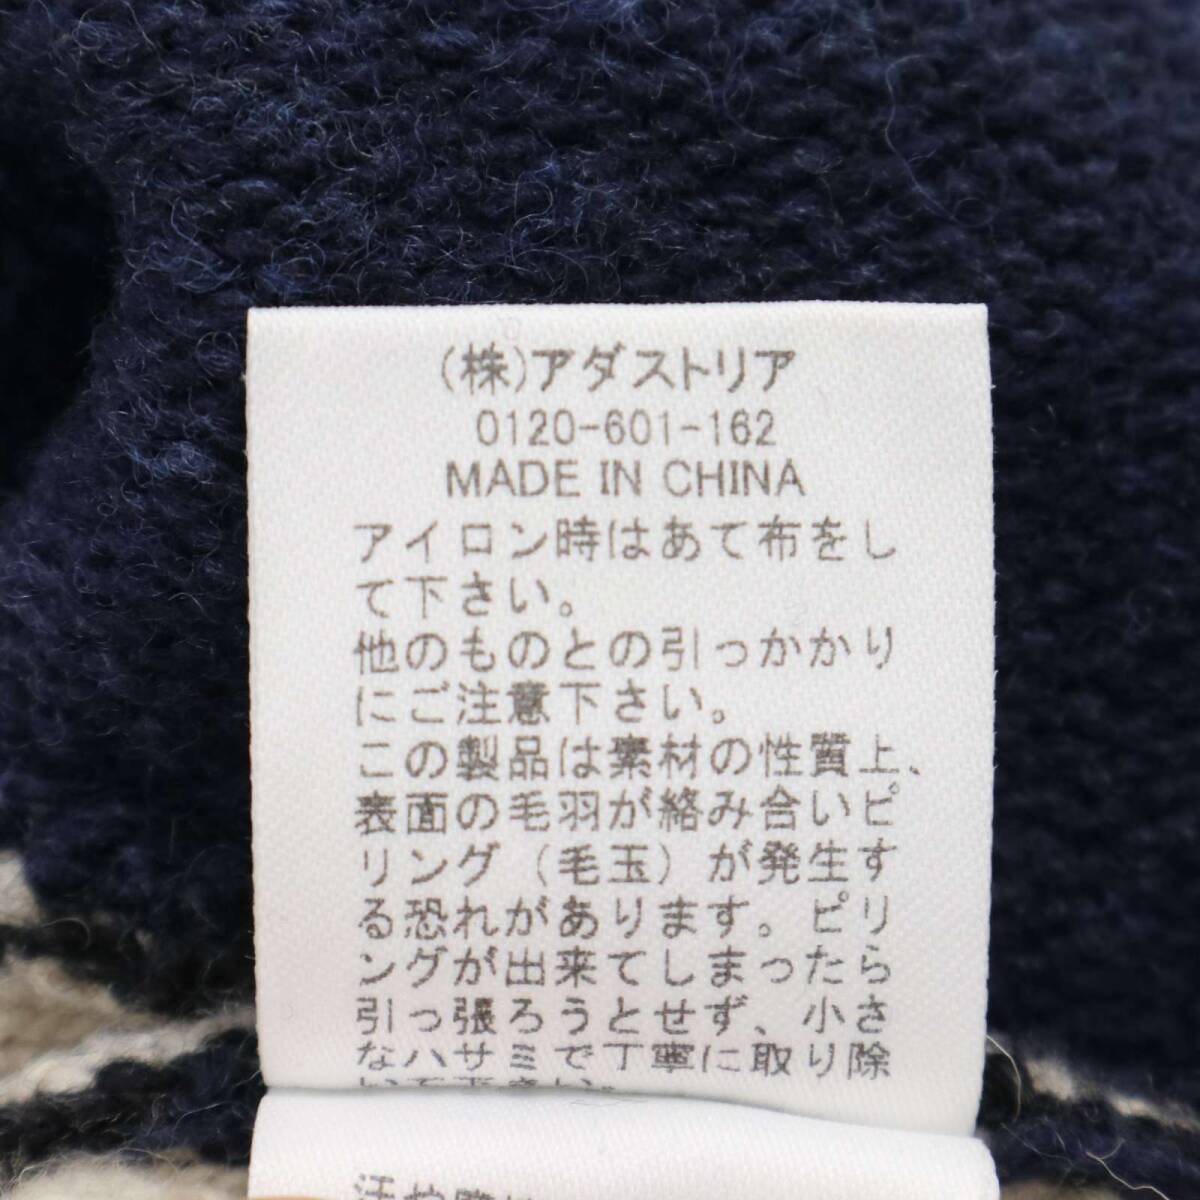 (株)アダストリア
0120-601-162
MADE IN CHINA
アイロン時はあて布をし
て下さい。
他のものとの引っかかり
にご注意下さい。
この製品は素材の性質上、
表面の毛羽が絡み合いピ
リング（毛玉）が発生す
る恐れがあります。ピリ
ングが出来てしまったら
引っ張ろうとせず、小さ
なハサミで丁寧に取り除
いて下さい。